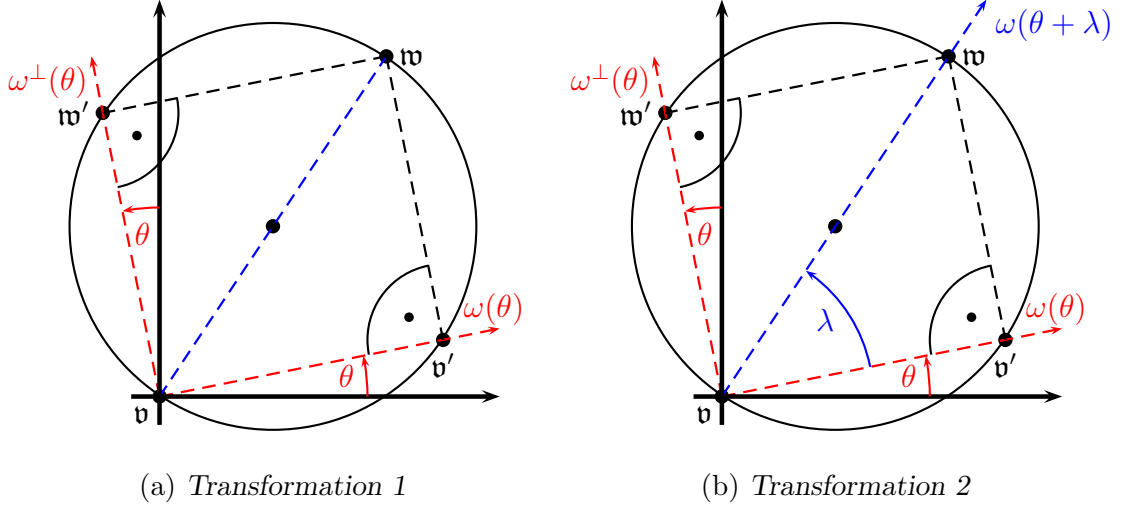 ω(θ + λ)
ω⊥(θ)
𝔴
𝔴′
θ
ω(θ)
𝔳′
θ
𝔳
ω⊥(θ)
𝔴
𝔴′
θ
λ
ω(θ)
𝔳′
θ
𝔳
(a) Transformation 1
(b) Transformation 2